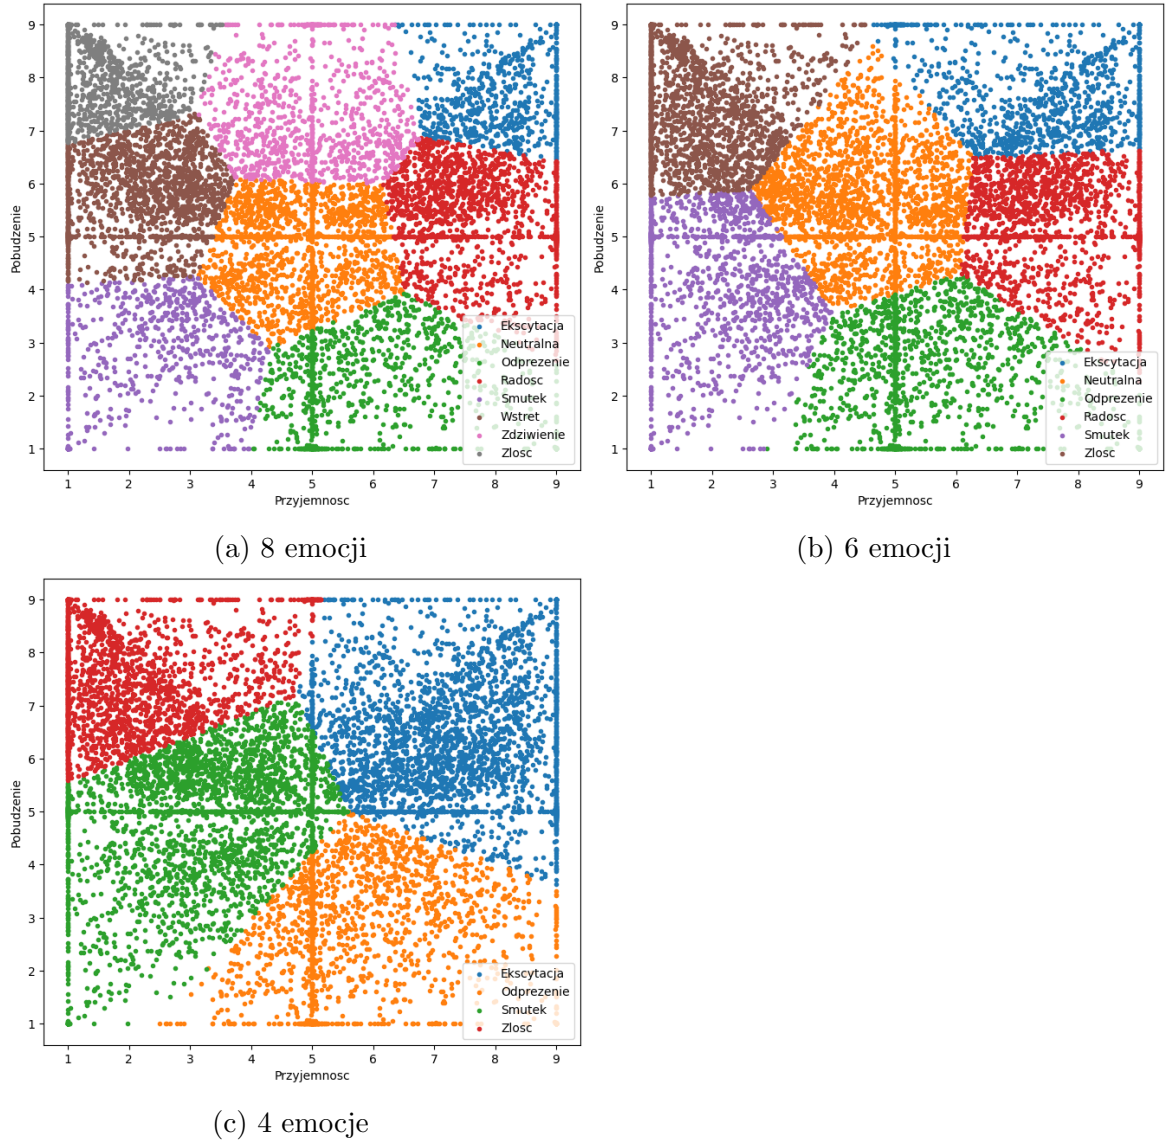 9
8
7
6
5
4
3
2
1
Pobudzenie
Ekscytacja
Neutralna
Odprezenie
Radosc
Smutek
Wstret
Zdziwienie
Zlosc
1 2 3 4 5 6 7 8 9
Przyjemnosc
(a) 8 emocji
9
8
7
6
5
4
3
2
1
Pobudzenie
Ekscytacja
Neutralna
Odprezenie
Radosc
Smutek
Zlosc
1 2 3 4 5 6 7 8 9
Przyjemnosc
(b) 6 emocji
9
8
7
6
5
4
3
2
1
Pobudzenie
Ekscytacja
Odprezenie
Smutek
Zlosc
1 2 3 4 5 6 7 8 9
Przyjemnosc
(c) 4 emocje